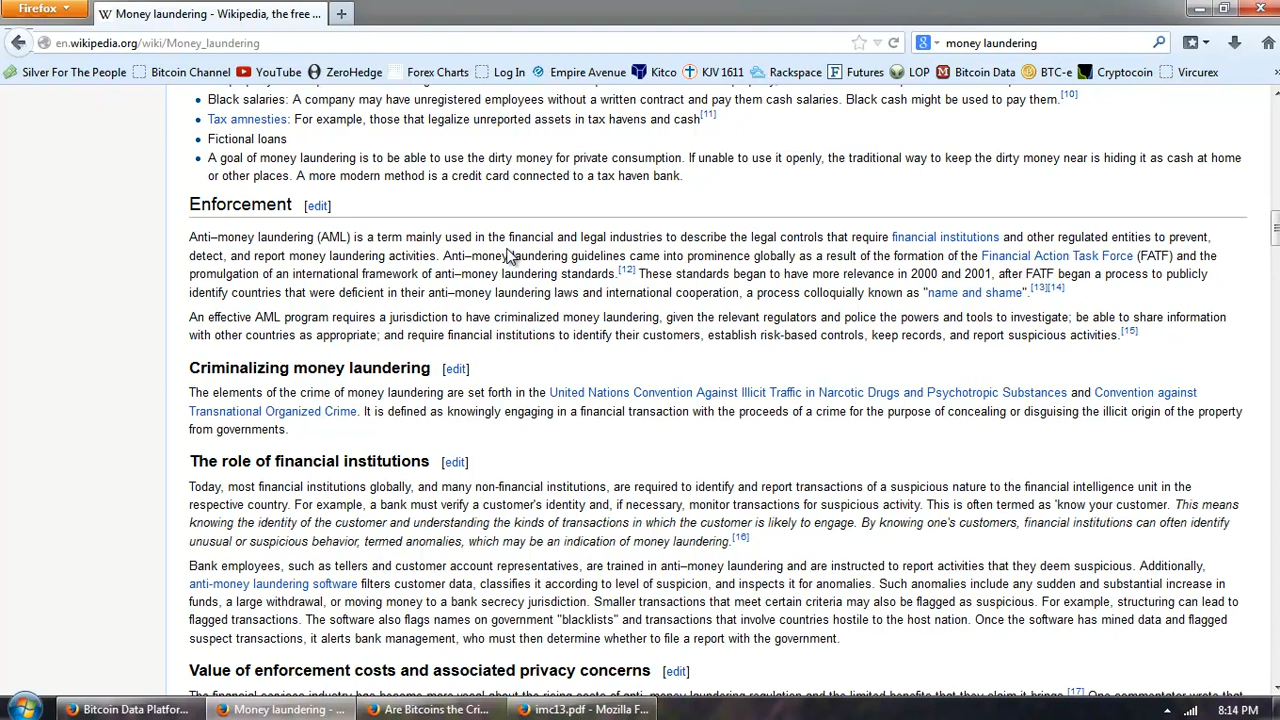 Firefox
Money laundering - Wikipedia, the free ...
en.wikipedia.org/wiki/Money_laundering
money laundering
Silver For The People Bitcoin Channel YouTube ZeroHedge Forex Charts Log In Empire Avenue Kitco KJV 1611 Rackspace Futures LOP Bitcoin Data BTC-e Cryptocoin Vircurex
Black salaries: A company may have unregistered employees without a written contract and pay them cash salaries. Black cash might be used to pay them.[10]
Tax amnesties: For example, those that legalize unreported assets in tax havens and cash[11]
Fictional loans
A goal of money laundering is to be able to use the dirty money for private consumption. If unable to use it openly, the traditional way to keep the dirty money near is hiding it as cash at home
or other places. A more modern method is a credit card connected to a tax haven bank.
Enforcement [edit]
Anti–money laundering (AML) is a term mainly used in the financial and legal industries to describe the legal controls that require financial institutions and other regulated entities to prevent,
detect, and report money laundering activities. Anti–money laundering guidelines came into prominence globally as a result of the formation of the Financial Action Task Force (FATF) and the
promulgation of an international framework of anti–money laundering standards.[12] These standards began to have more relevance in 2000 and 2001, after FATF began a process to publicly
identify countries that were deficient in their anti–money laundering laws and international cooperation, a process colloquially known as "name and shame".[13][14]
An effective AML program requires a jurisdiction to have criminalized money laundering, given the relevant regulators and police the powers and tools to investigate; be able to share information
with other countries as appropriate; and require financial institutions to identify their customers, establish risk-based controls, keep records, and report suspicious activities.[15]
Criminalizing money laundering [edit]
The elements of the crime of money laundering are set forth in the United Nations Convention Against Illicit Traffic in Narcotic Drugs and Psychotropic Substances and Convention against
Transnational Organized Crime. It is defined as knowingly engaging in a financial transaction with the proceeds of a crime for the purpose of concealing or disguising the illicit origin of the property
from governments.
The role of financial institutions [edit]
Today, most financial institutions globally, and many non-financial institutions, are required to identify and report transactions of a suspicious nature to the financial intelligence unit in the
respective country. For example, a bank must verify a customer's identity and, if necessary, monitor transactions for suspicious activity. This is often termed as 'know your customer. This means
knowing the identity of the customer and understanding the kinds of transactions in which the customer is likely to engage. By knowing one's customers, financial institutions can often identify
unusual or suspicious behavior, termed anomalies, which may be an indication of money laundering.[16]
Bank employees, such as tellers and customer account representatives, are trained in anti–money laundering and are instructed to report activities that they deem suspicious. Additionally,
anti-money laundering software filters customer data, classifies it according to level of suspicion, and inspects it for anomalies. Such anomalies include any sudden and substantial increase in
funds, a large withdrawal, or moving money to a bank secrecy jurisdiction. Smaller transactions that meet certain criteria may also be flagged as suspicious. For example, structuring can lead to
flagged transactions. The software also flags names on government "blacklists" and transactions that involve countries hostile to the host nation. Once the software has mined data and flagged
suspect transactions, it alerts bank management, who must then determine whether to file a report with the government.
Value of enforcement costs and associated privacy concerns [edit]
The financial services industry has become more vocal about the rising costs of anti–money laundering regulation and the limited benefits that they claim it brings.[17] One commentator wrote that
Bitcoin Data Platfor... Money laundering - ... Are Bitcoins the Cri... imc13.pdf - Mozilla F... 8:14 PM